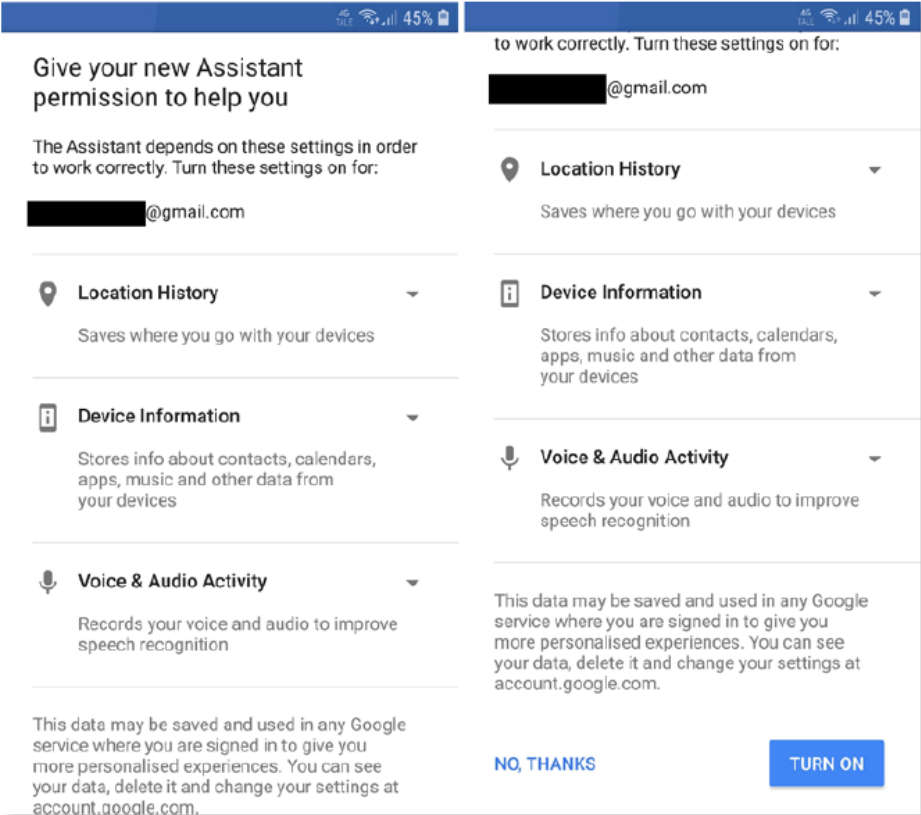 4G
TALE
45%
Give your new Assistant
permission to help you
The Assistant depends on these settings in order
to work correctly. Turn these settings on for:
@gmail.com
Location History
Saves where you go with your devices
Device Information
Stores info about contacts, calendars,
apps, music and other data from
your devices
Voice & Audio Activity
Records your voice and audio to improve
speech recognition
This data may be saved and used in any Google
service where you are signed in to give you
more personalised experiences. You can see
your data, delete it and change your settings at
account.google.com.
4G
TALE
45%
to work correctly. Turn these settings on for:
@gmail.com
Location History
Saves where you go with your devices
Device Information
Stores info about contacts, calendars,
apps, music and other data from
your devices
Voice & Audio Activity
Records your voice and audio to improve
speech recognition
This data may be saved and used in any Google
service where you are signed in to give you
more personalised experiences. You can see
your data, delete it and change your settings at
account.google.com.
NO, THANKS
TURN ON